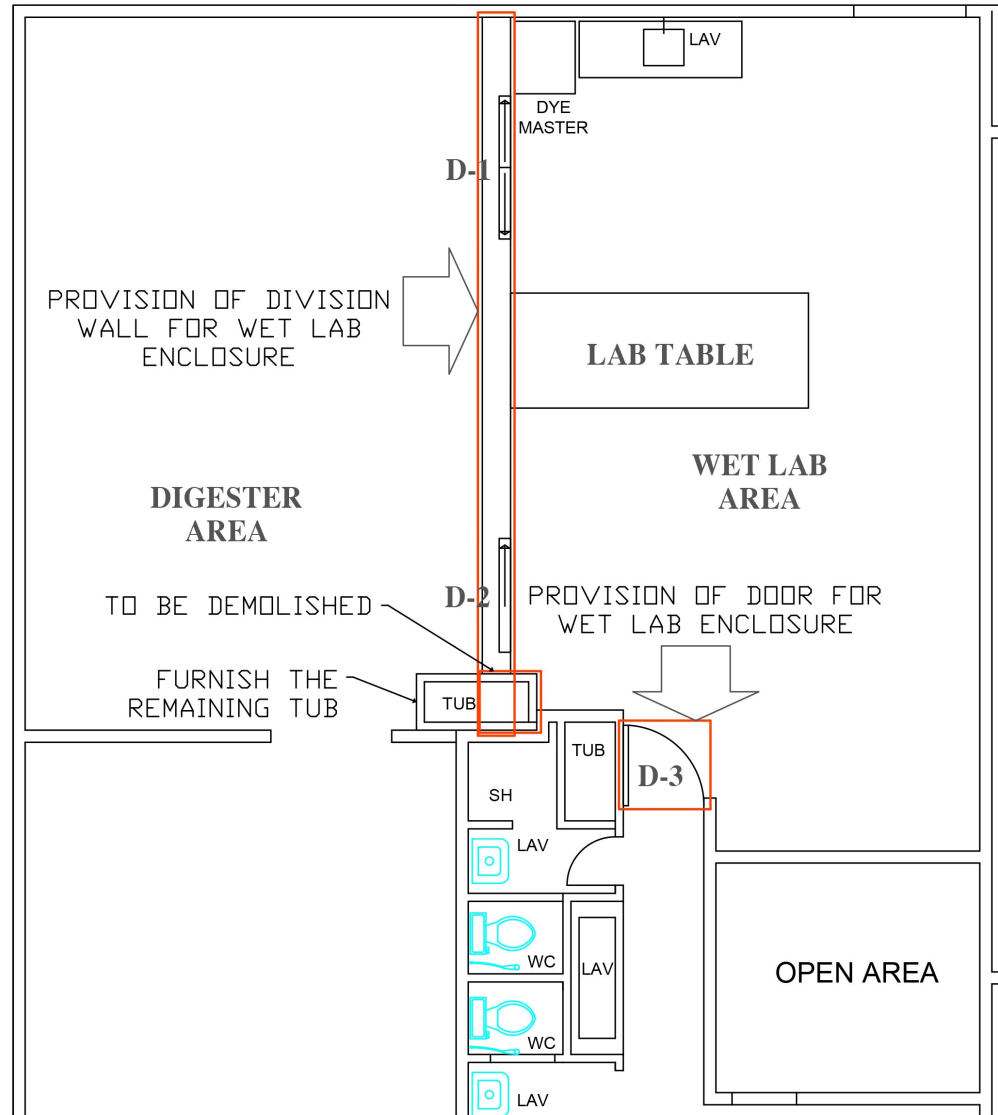 LAV
DYE
MASTER
D-1
PROVISION OF DIVISION
WALL FOR WET LAB
ENCLOSURE
LAB TABLE
WET LAB
AREA
DIGESTER
AREA
TO BE DEMOLISHED
D-2
PROVISION OF DOOR FOR
WET LAB ENCLOSURE
FURNISH THE
REMAINING TUB
TUB
TUB
D-3
SH
LAV
WC
LAV
OPEN AREA
WC
LAV